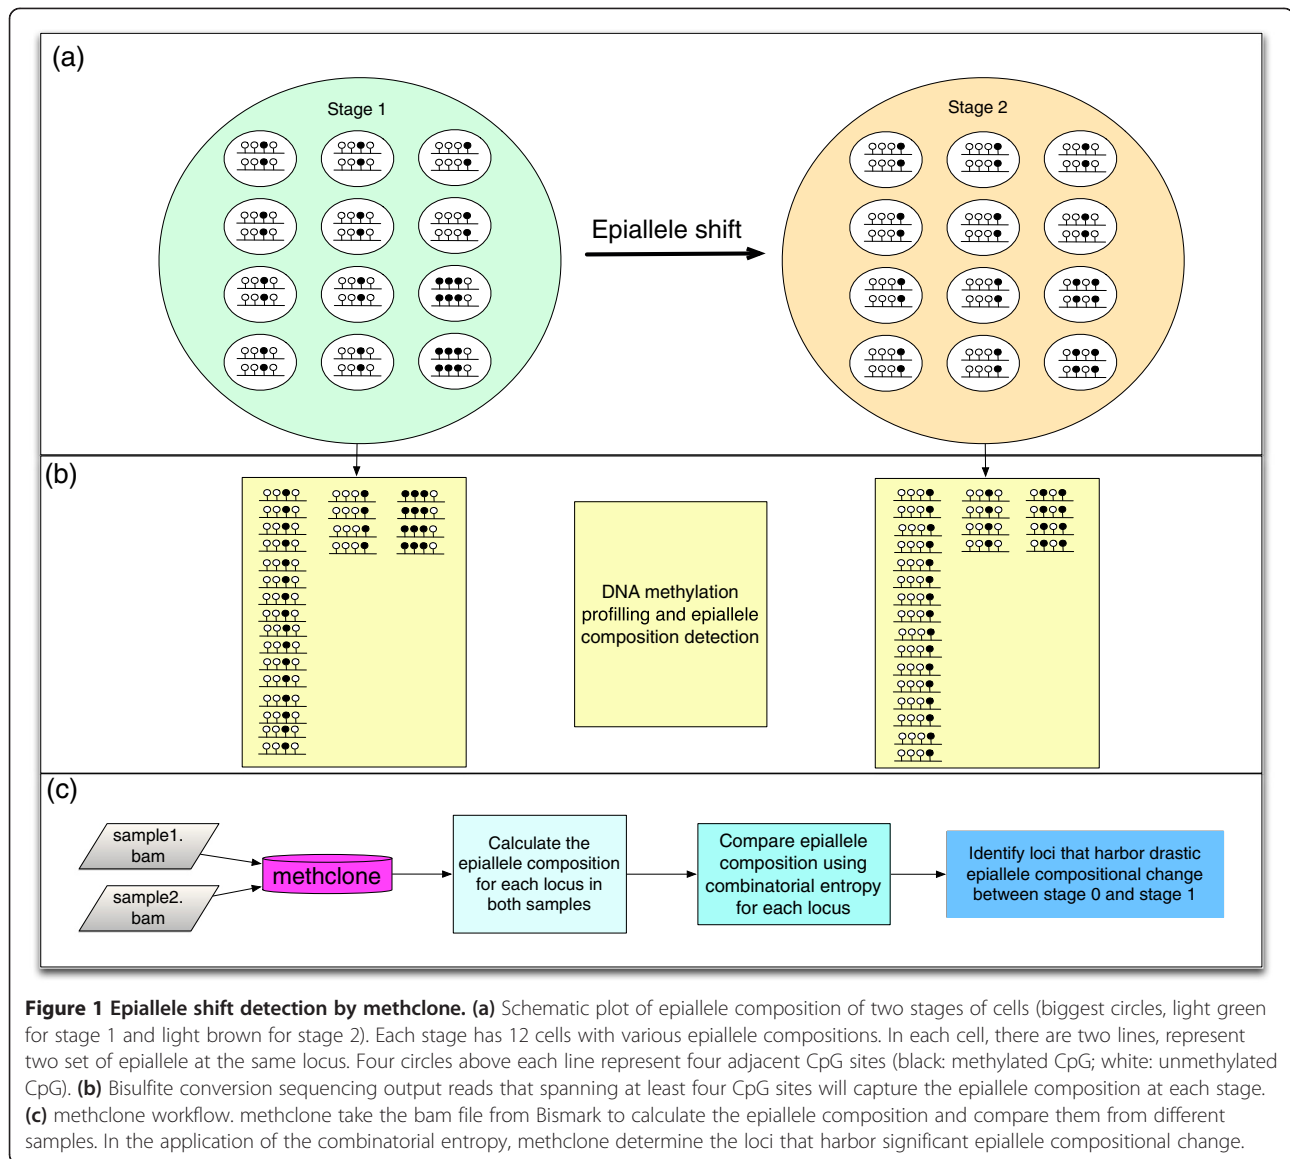 (a)
Stage 1
Stage 2
Epiallele shift
(b)
DNA methylation
profilling and epiallele
composition detection
(c)
sample1.
bam
sample2.
bam
methclone
Calculate the
epiallele composition
for each locus in
both samples
Compare epiallele
composition using
combinatorial entropy
for each locus
Identify loci that harbor drastic
epiallele compositional change
between stage 0 and stage 1
Figure 1 Epiallele shift detection by methclone. (a) Schematic plot of epiallele composition of two stages of cells (biggest circles, light green
for stage 1 and light brown for stage 2). Each stage has 12 cells with various epiallele compositions. In each cell, there are two lines, represent
two set of epiallele at the same locus. Four circles above each line represent four adjacent CpG sites (black: methylated CpG; white: unmethylated
CpG). (b) Bisulfite conversion sequencing output reads that spanning at least four CpG sites will capture the epiallele composition at each stage.
(c) methclone workflow. methclone take the bam file from Bismark to calculate the epiallele composition and compare them from different
samples. In the application of the combinatorial entropy, methclone determine the loci that harbor significant epiallele compositional change.